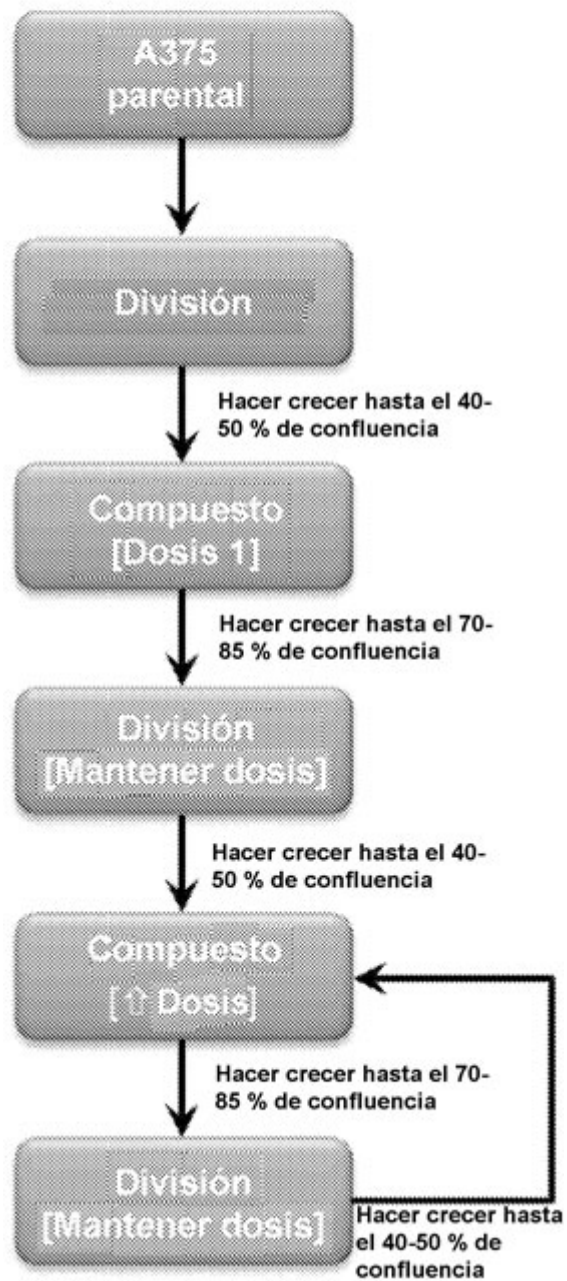 A375
parental
División
Hacer crecer hasta el 40-
50 % de confluencia
Compuesto
[Dosis 1]
Hacer crecer hasta el 70-
85 % de confluencia
División
[Mantener dosis]
Hacer crecer hasta el 40-
50 % de confluencia
Compuesto
[⇧ Dosis]
Hacer crecer hasta el 70-
85 % de confluencia
División
[Mantener dosis]
Hacer crecer hasta
el 40-50 % de
confluencia